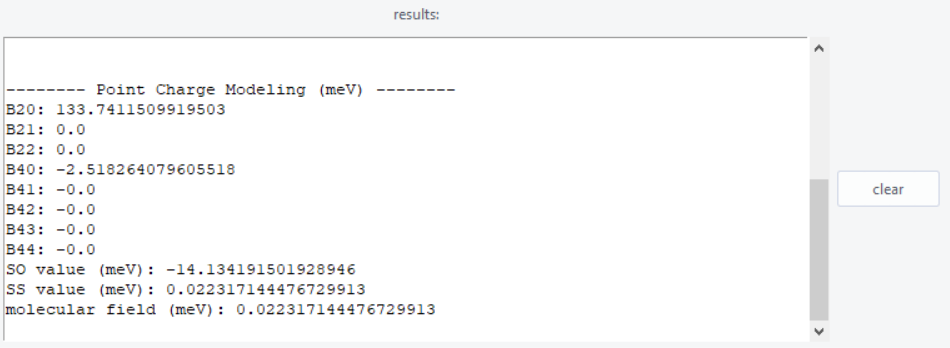 results:
-------- Point Charge Modeling (meV) --------
B20: 133.7411509919503
B21: 0.0
B22: 0.0
B40: -2.518264079605518
B41: -0.0
B42: -0.0
B43: -0.0
B44: -0.0
SO value (meV): -14.134191501928946
SS value (meV): 0.022317144476729913
molecular field (meV): 0.022317144476729913
clear